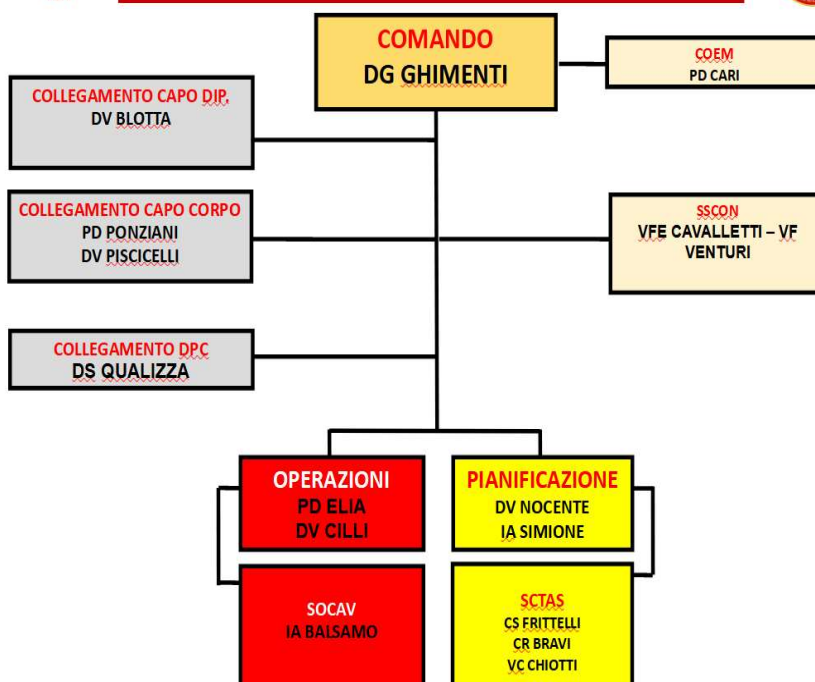 COMANDO
DG GHIMENTI
COEM
PD CARI
COLLEGAMENTO CAPO DIP.
DV BLOTTA
COLLEGAMENTO CAPO CORPO
PD PONZIANI
DV PISCICELLI
SSCON
VFE CAVALLETTI – VF
VENTURI
COLLEGAMENTO DPC
DS QUALIZZA
OPERAZIONI
PD ELIA
DV CILLI
PIANIFICAZIONE
DV NOCENTE
IA SIMIONE
SOCAV
IA BALSAMO
SCTAS
CS FRITTELLI
CR BRAVI
VC CHIOTTI